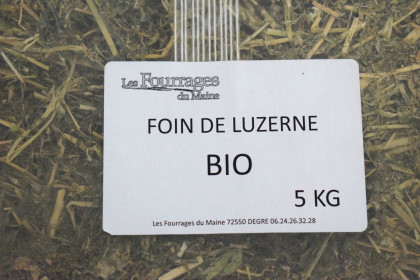 Les Fourrages
du Maine
FOIN DE LUZERNE
BIO
5 KG
Les Fourrages du Maine 72550 DEGRE 06.24.26.32.28